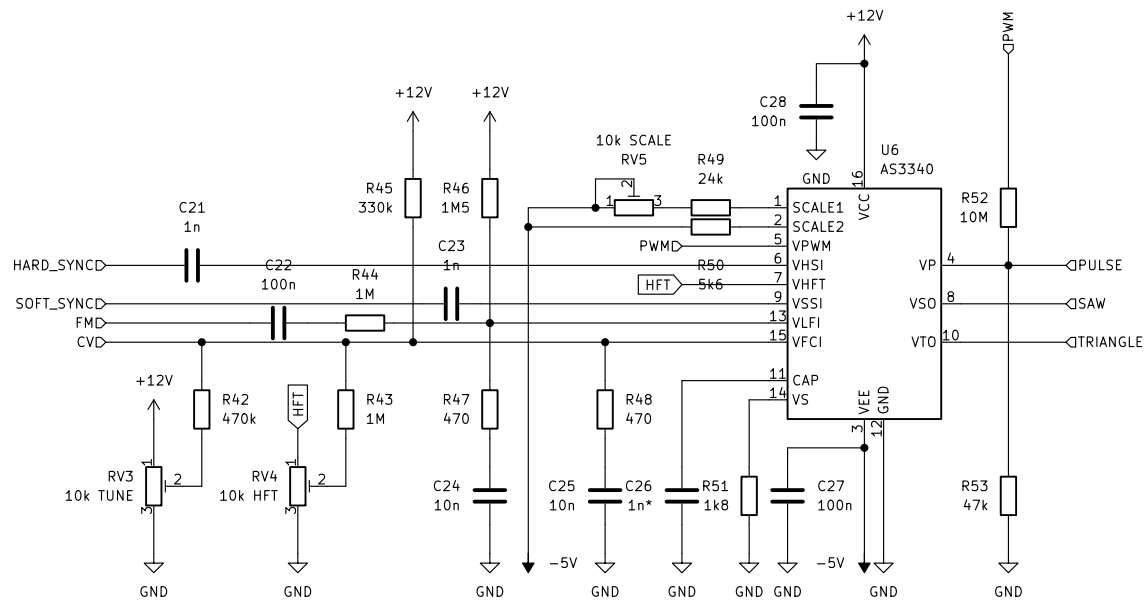 +12V
PWM
+12V
+12V
C28
100n
10k SCALE
RV5
R49
24k
U6
AS3340
GND
16
VCC
R45
330k
R46
1M5
2
1
3
R52
10M
1
SCALE1
2
SCALE2
C21
1n
C23
1n
PWM
5
VPWM
HARD_SYNC
6
VHSI
VP
4
PULSE
C22
100n
R44
1M
R50
5k6
HFT
7
VHFT
SOFT_SYNC
9
VSSI
VSO
8
SAW
FM
13
VLFI
CV
15
VFCI
VTO
10
TRIANGLE
+12V
11
CAP
14
VS
VEE
GND
3
12
R42
470k
HFT
R43
1M
R47
470
R48
470
RV3
10k TUNE
1
2
3
RV4
10k HFT
1
2
3
C24
10n
C25
10n
C26
1n*
R51
1k8
C27
100n
R53
47k
-5V
-5V
GND
GND
GND
GND
GND
GND
GND
GND
GND